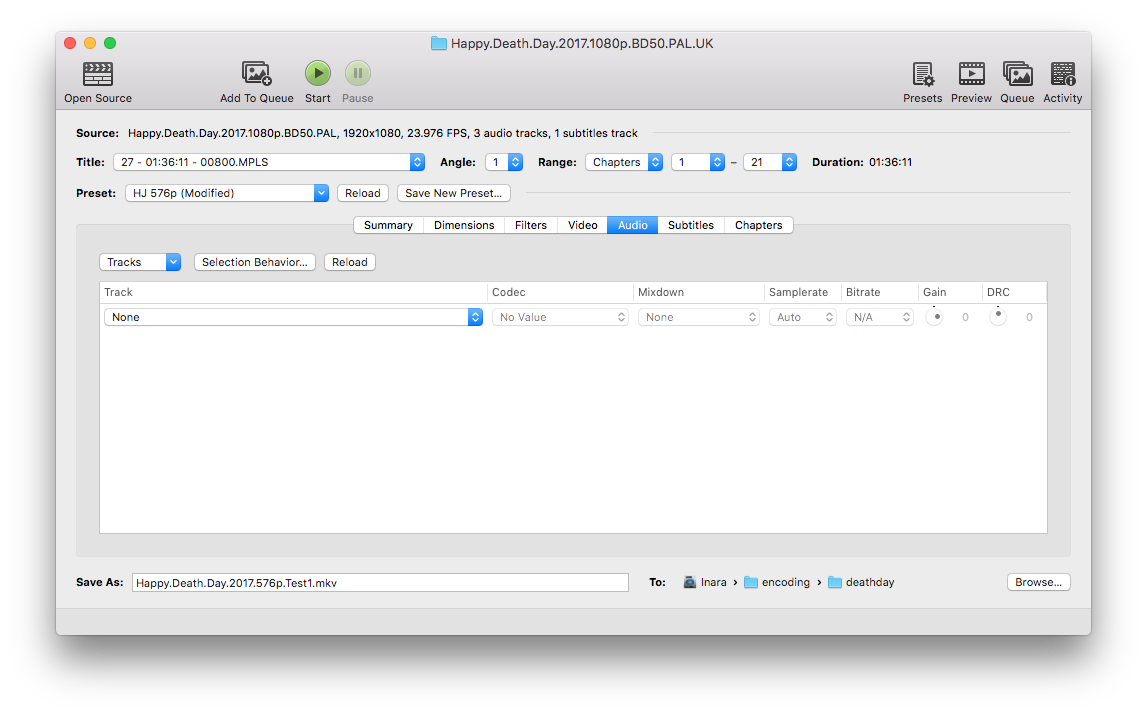 Happy.Death.Day.2017.1080p.BD50.PAL.UK
Open Source Add To Queue Start Pause Presets Preview Queue Activity
Source: Happy.Death.Day.2017.1080p.BD50.PAL, 1920x1080, 23.976 FPS, 3 audio tracks, 1 subtitles track
Title: 27 - 01:36:11 - 00800.MPLS Angle: 1 Range: Chapters 1 – 21 Duration: 01:36:11
Preset: HJ 576p (Modified) Reload Save New Preset...
Summary Dimensions Filters Video Audio Subtitles Chapters
Tracks Selection Behavior... Reload
Track Codec Mixdown Samplerate Bitrate Gain DRC
None No Value None Auto N/A 0 0
Save As: Happy.Death.Day.2017.576p.Test1.mkv To: Inara › encoding › deathday Browse...